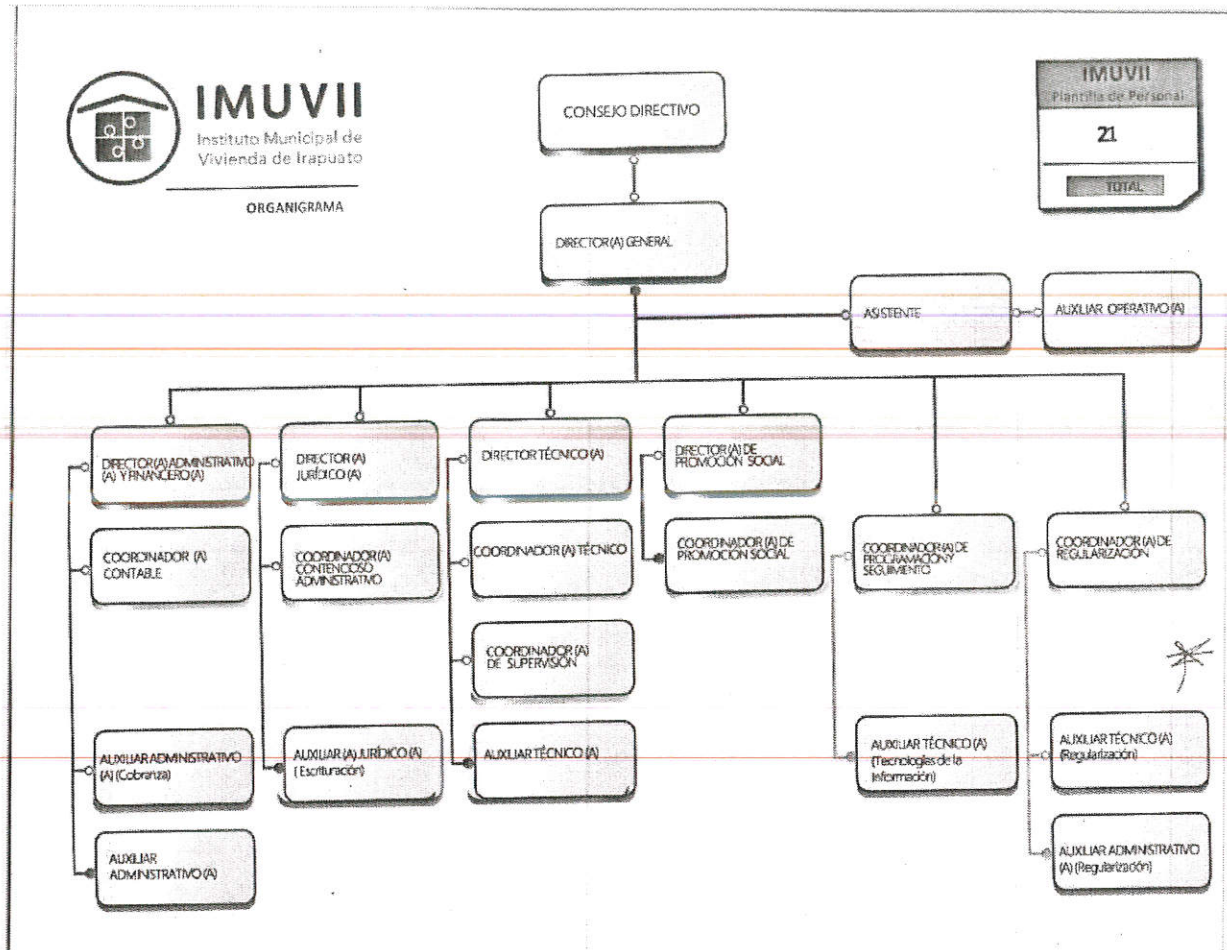 IMUVII
Instituto Municipal de
Vivienda de Irapuato
ORGANIGRAMA
CONSEJO DIRECTIVO
IMUVII
Plantilla de Personal
21
TOTAL
DIRECTOR(A) GENERAL
ASISTENTE
AUXILIAR OPERATIVO (A)
DIRECTOR(A) ADMINISTRATIVO
(A) Y FINANCERO(A)
DIRECTOR (A)
JURÍDICO (A)
DIRECTOR TÉCNICO (A)
DIRECTOR(A) DE
PROMOCIÓN SOCIAL
COORDINADOR (A)
CONTABLE
COORDINADOR(A)
CONTENCIOSO
ADMINISTRATIVO
COORDINADOR (A) TÉCNICO
COORDINADOR (A) DE
PROMOCION SOCIAL
COORDINADOR (A) DE
PROGRAMACIÓN Y
SEGUIMIENTO
COORDINADOR (A) DE
REGULARIZACIÓN
COORDINADOR (A)
DE SUPERVISIÓN
AUXILIAR ADMINISTRATIVO
(A) (Cobranza)
AUXILIAR (A) JURÍDICO (A)
( Escrituración)
AUXILIAR TÉCNICO (A)
AUXILIAR TÉCNICO (A)
(Tecnologías de la
Información)
AUXILIAR TÉCNICO (A)
(Regularización)
AUXILIAR
ADMINISTRATIVO (A)
AUXILIAR ADMINISTRATIVO
(A) (Regularización)